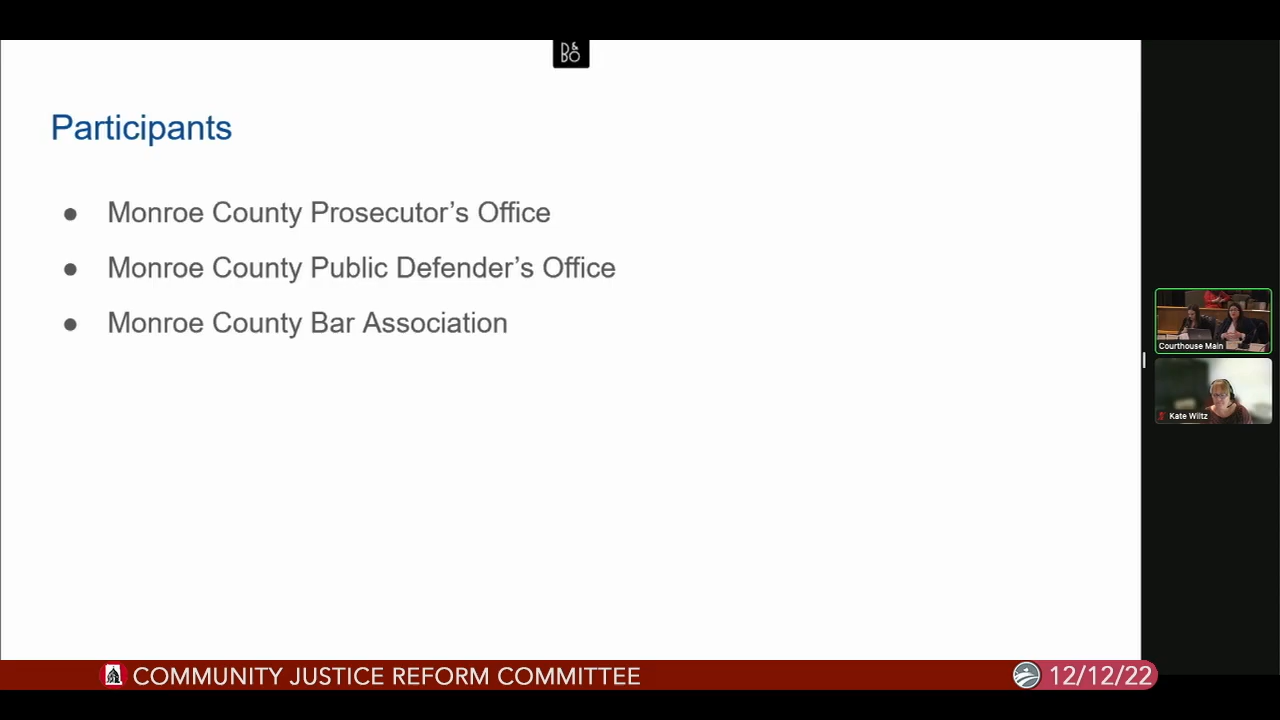 B&O
Participants
● Monroe County Prosecutor’s Office
● Monroe County Public Defender’s Office
● Monroe County Bar Association
Courthouse Main
Kate Wiltz
COMMUNITY JUSTICE REFORM COMMITTEE
12/12/22